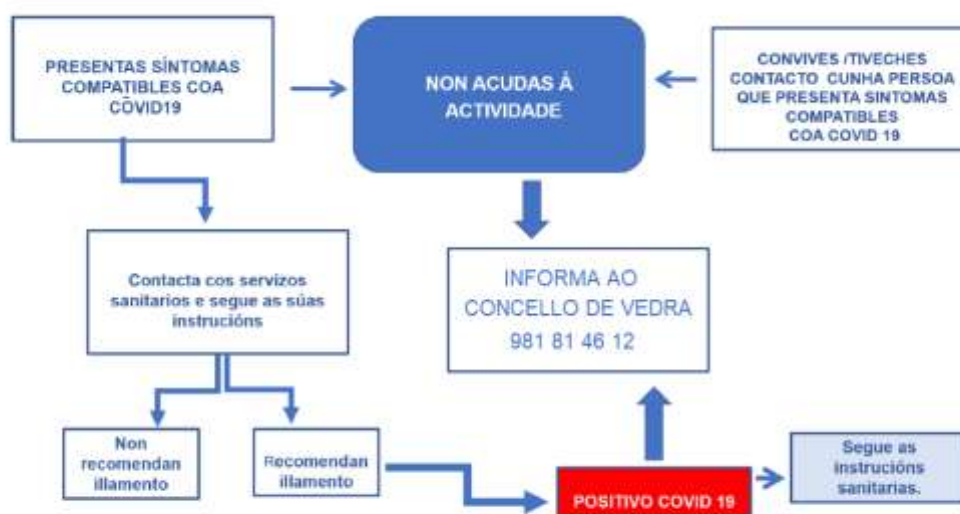 PRESENTAS SÍNTOMAS
COMPATIBLES COA
CÓVID19
NON ACUDAS Á
ACTIVIDADE
CONVIVES /TIVECHES
CONTACTO CUNHA PERSOA
QUE PRESENTA SINTOMAS
COMPATIBLES
COA COVID 19
Contacta cos servizos
sanitarios e segue as súas
instrucións
INFORMA AO
CONCELLO DE VEDRA
981 81 46 12
Non
recomendan
illamento
Recomendan
illamento
POSITIVO COVID 19
Segue as
instrucións
sanitarias.